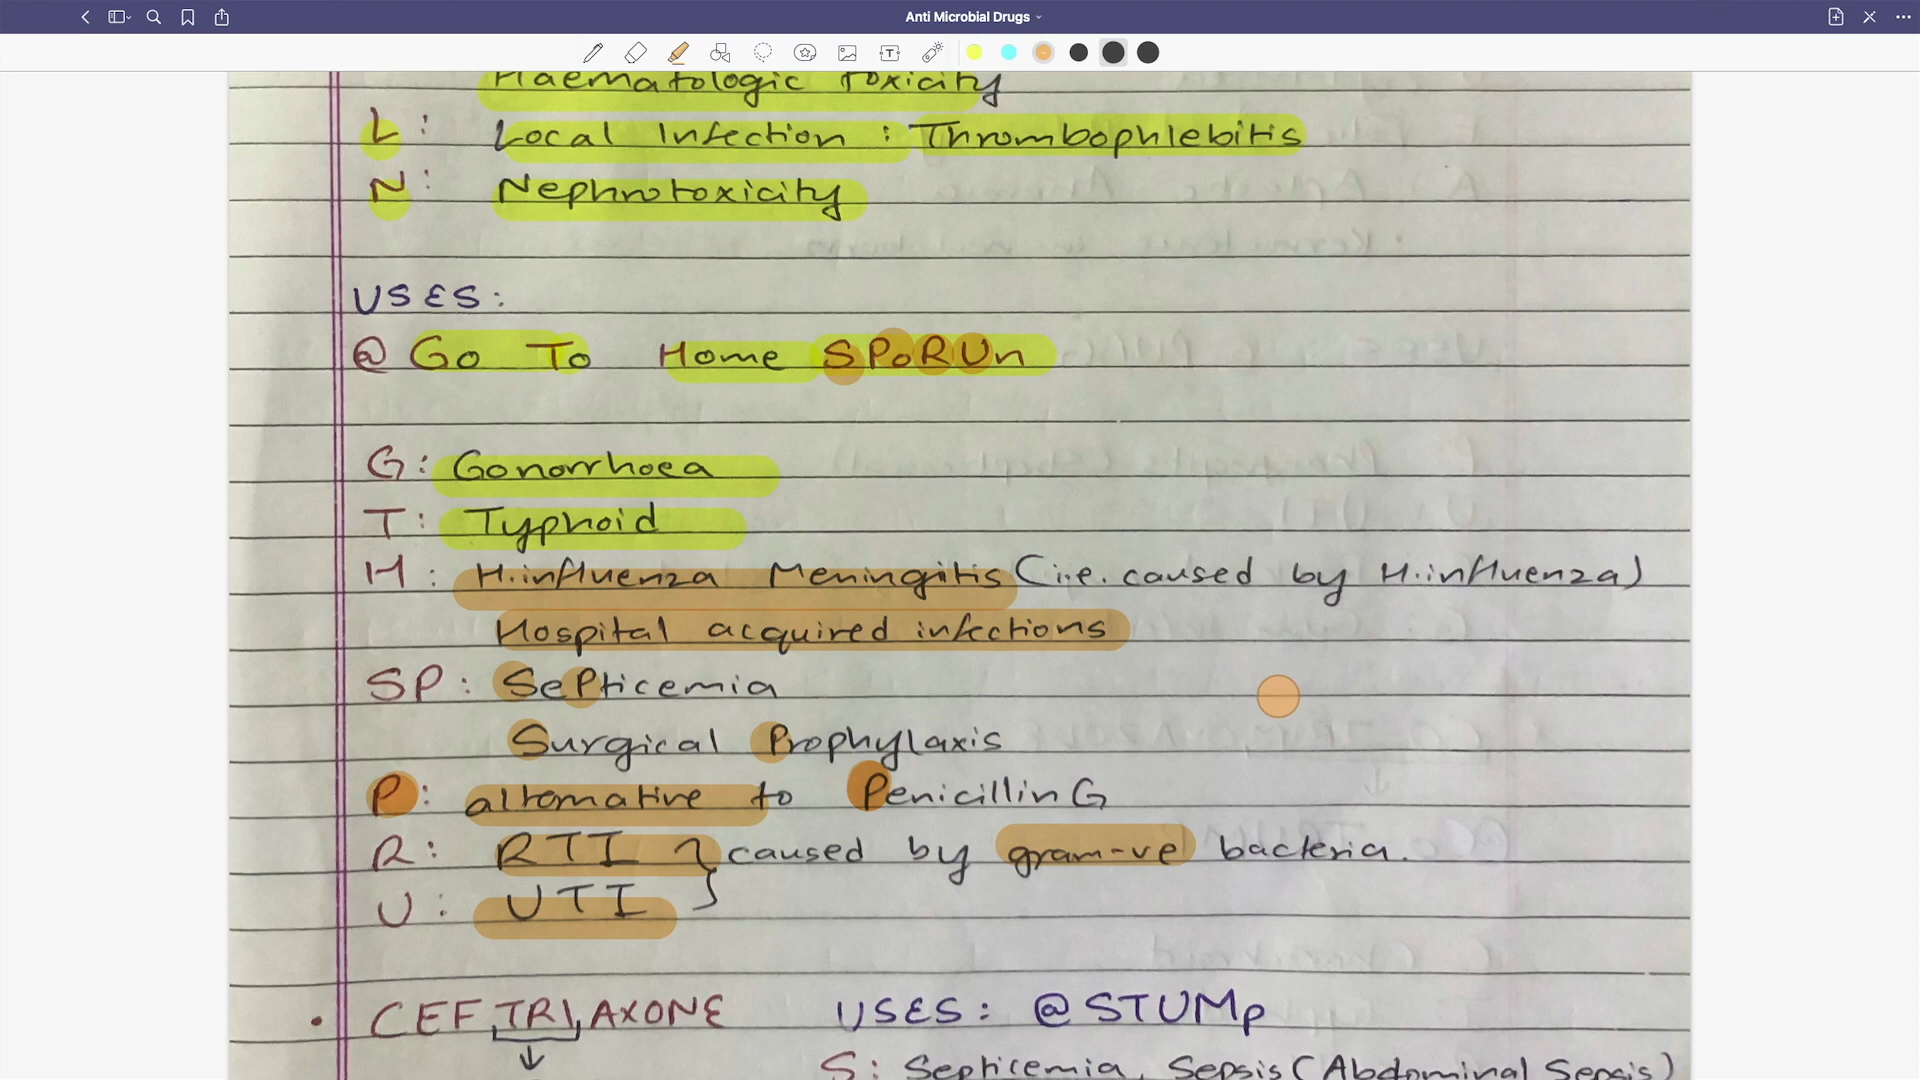 Anti Microbial Drugs
Haematologic Toxicity
L: Local Infection: Thrombophlebitis
N: Nephrotoxicity
USES:
@ Go To Home SPoRUn
G: Gonorrhoea
T: Typhoid
H: H.influenza Meningitis (i.e. caused by H.influenza)
Hospital acquired infections
SP: SePticemia
Surgical Prophylaxis
P: alternative to Penicillin G
R: RTI } caused by gram-ve bacteria.
U: UTI
• CEFTRIAXONE USES: @ STUMp
↓
S: Septicemia, Sepsis (Abdominal Sepsis)